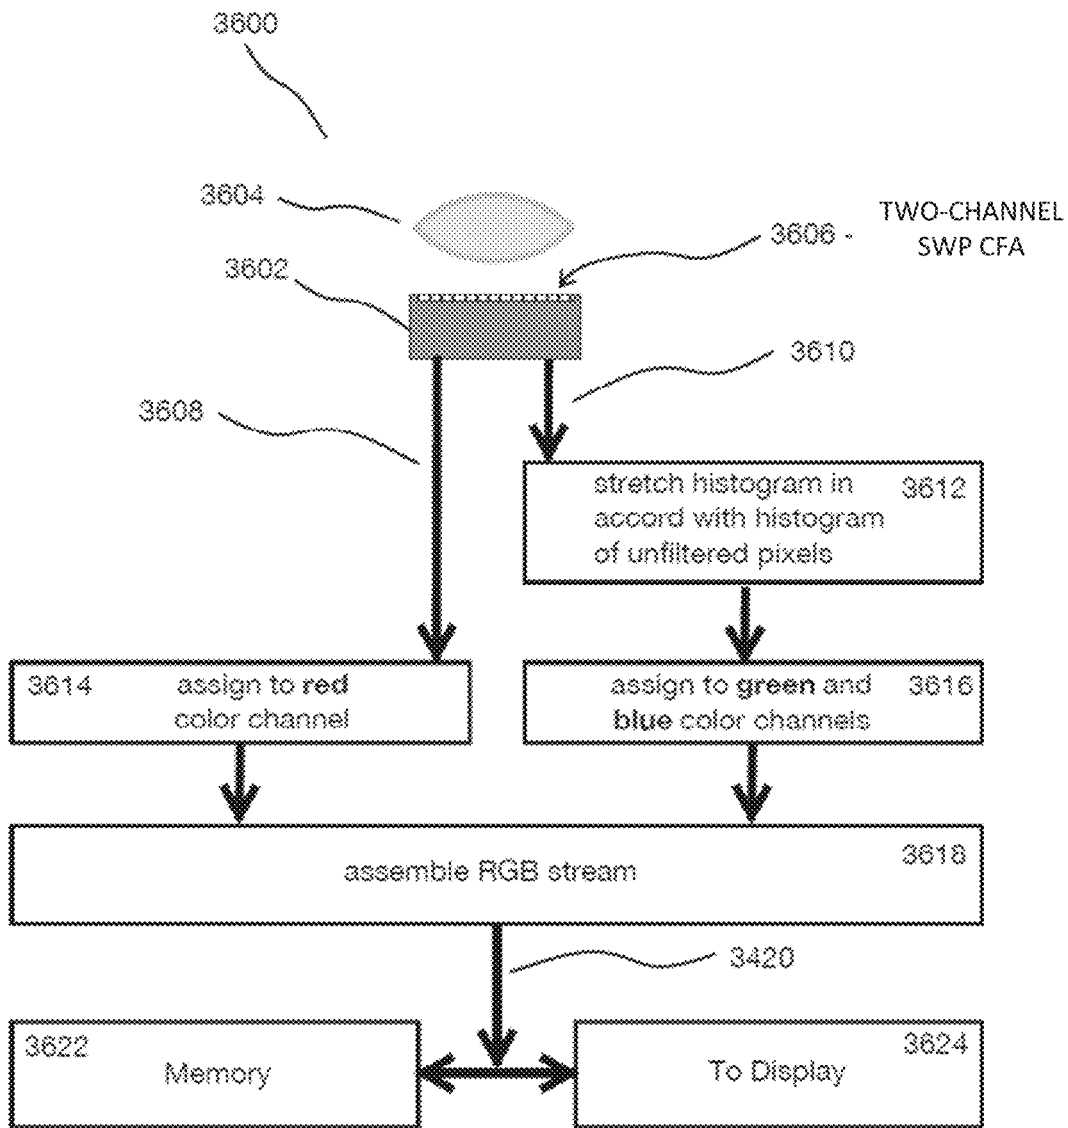 3600
3604
3606 -
TWO-CHANNEL
SWP CFA
3602
3610
3608
stretch histogram in
accord with histogram
of unfiltered pixels
3612
3614
assign to red
color channel
assign to green and
blue color channels
3616
3618
assemble RGB stream
3420
3622
Memory
3624
To Display